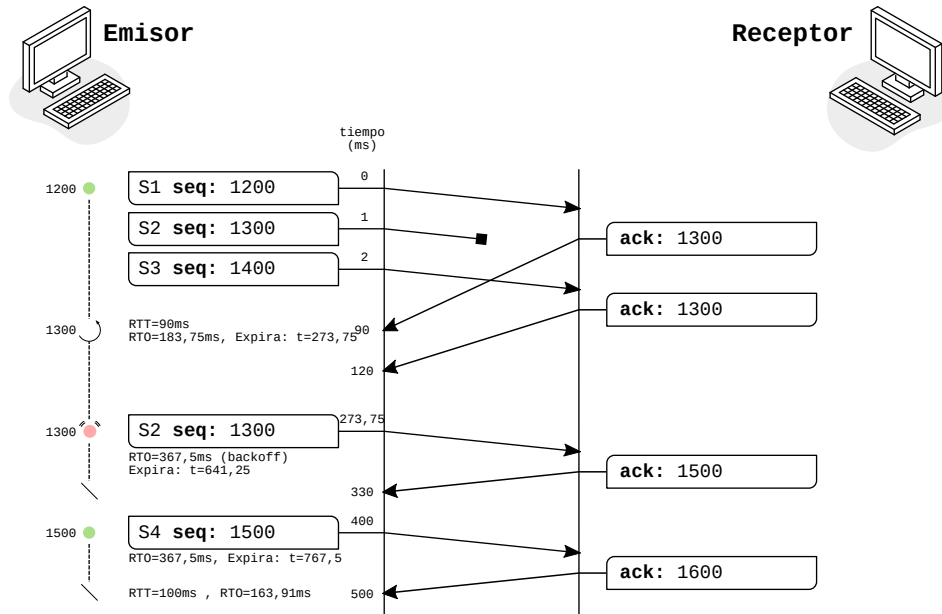 Emisor
Receptor
tiempo
(ms)
1200
S1 seq: 1200
0
S2 seq: 1300
1
ack: 1300
S3 seq: 1400
2
ack: 1300
1300
RTT=90ms
RTO=183,75ms, Expira: t=273,75
90
120
1300
S2 seq: 1300
273,75
RTO=367,5ms (backoff)
Expira: t=641,25
ack: 1500
330
1500
S4 seq: 1500
400
RTO=367,5ms, Expira: t=767,5
ack: 1600
RTT=100ms , RTO=163,91ms
500